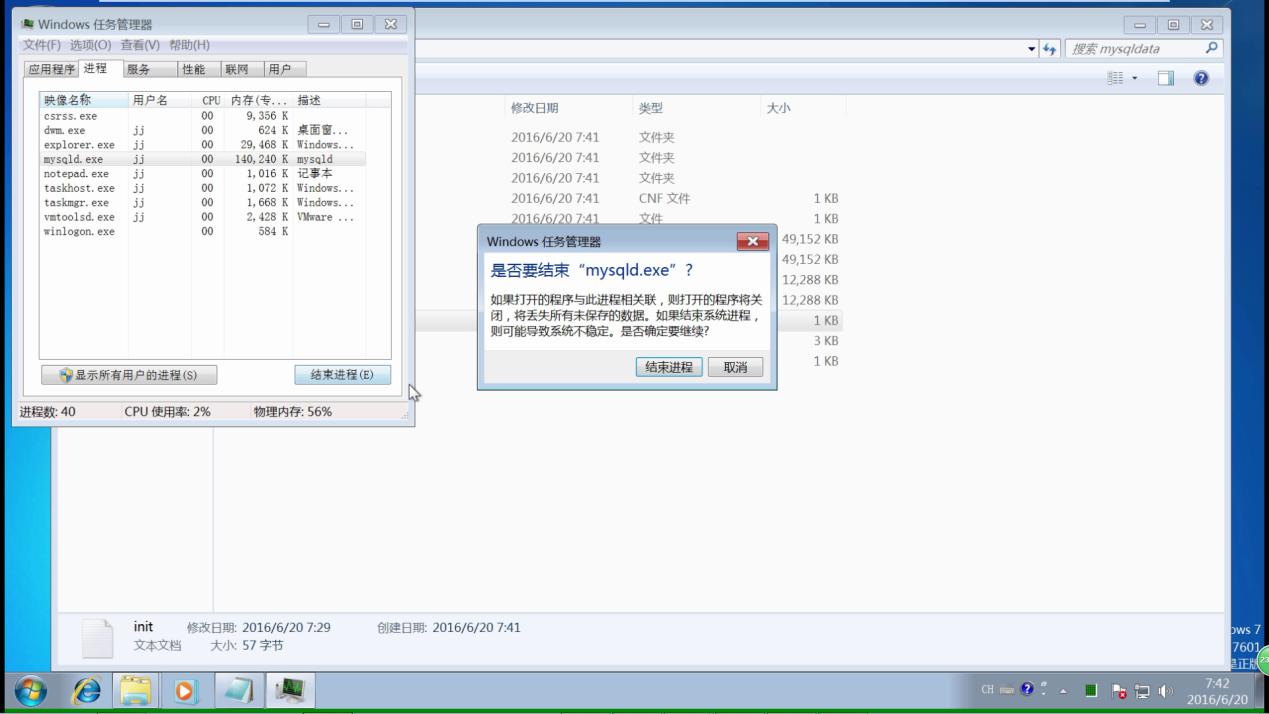 Windows 任务管理器
文件(F) 选项(O) 查看(V) 帮助(H)
应用程序 进程 服务 性能 联网 用户
映像名称 用户名 CPU 内存(专... 描述
csrss.exe 00 9,356 K
dwm.exe jj 00 624 K 桌面窗...
explorer.exe jj 00 29,468 K Windows...
mysqld.exe jj 00 140,240 K mysqld
notepad.exe jj 00 1,016 K 记事本
taskhost.exe jj 00 1,072 K Windows...
taskmgr.exe jj 00 1,668 K Windows...
vmtoolsd.exe jj 00 2,428 K VMware ...
winlogon.exe 00 584 K
显示所有用户的进程(S) 结束进程(E)
进程数: 40 CPU 使用率: 2% 物理内存: 56%
搜索 mysqldata
修改日期 类型 大小
2016/6/20 7:41 文件夹
2016/6/20 7:41 文件夹
2016/6/20 7:41 文件夹
2016/6/20 7:41 CNF 文件 1 KB
2016/6/20 7:41 文件 1 KB
49,152 KB
49,152 KB
12,288 KB
12,288 KB
1 KB
3 KB
1 KB
Windows 任务管理器
是否要结束“mysqld.exe”?
如果打开的程序与此进程相关联，则打开的程序将关
闭，将丢失所有未保存的数据。如果结束系统进程，
则可能导致系统不稳定。是否确定要继续?
结束进程 取消
init 修改日期: 2016/6/20 7:29 创建日期: 2016/6/20 7:41
文本文档 大小: 57 字节
ows 7
7601
是正版
23
CH
7:42
2016/6/20